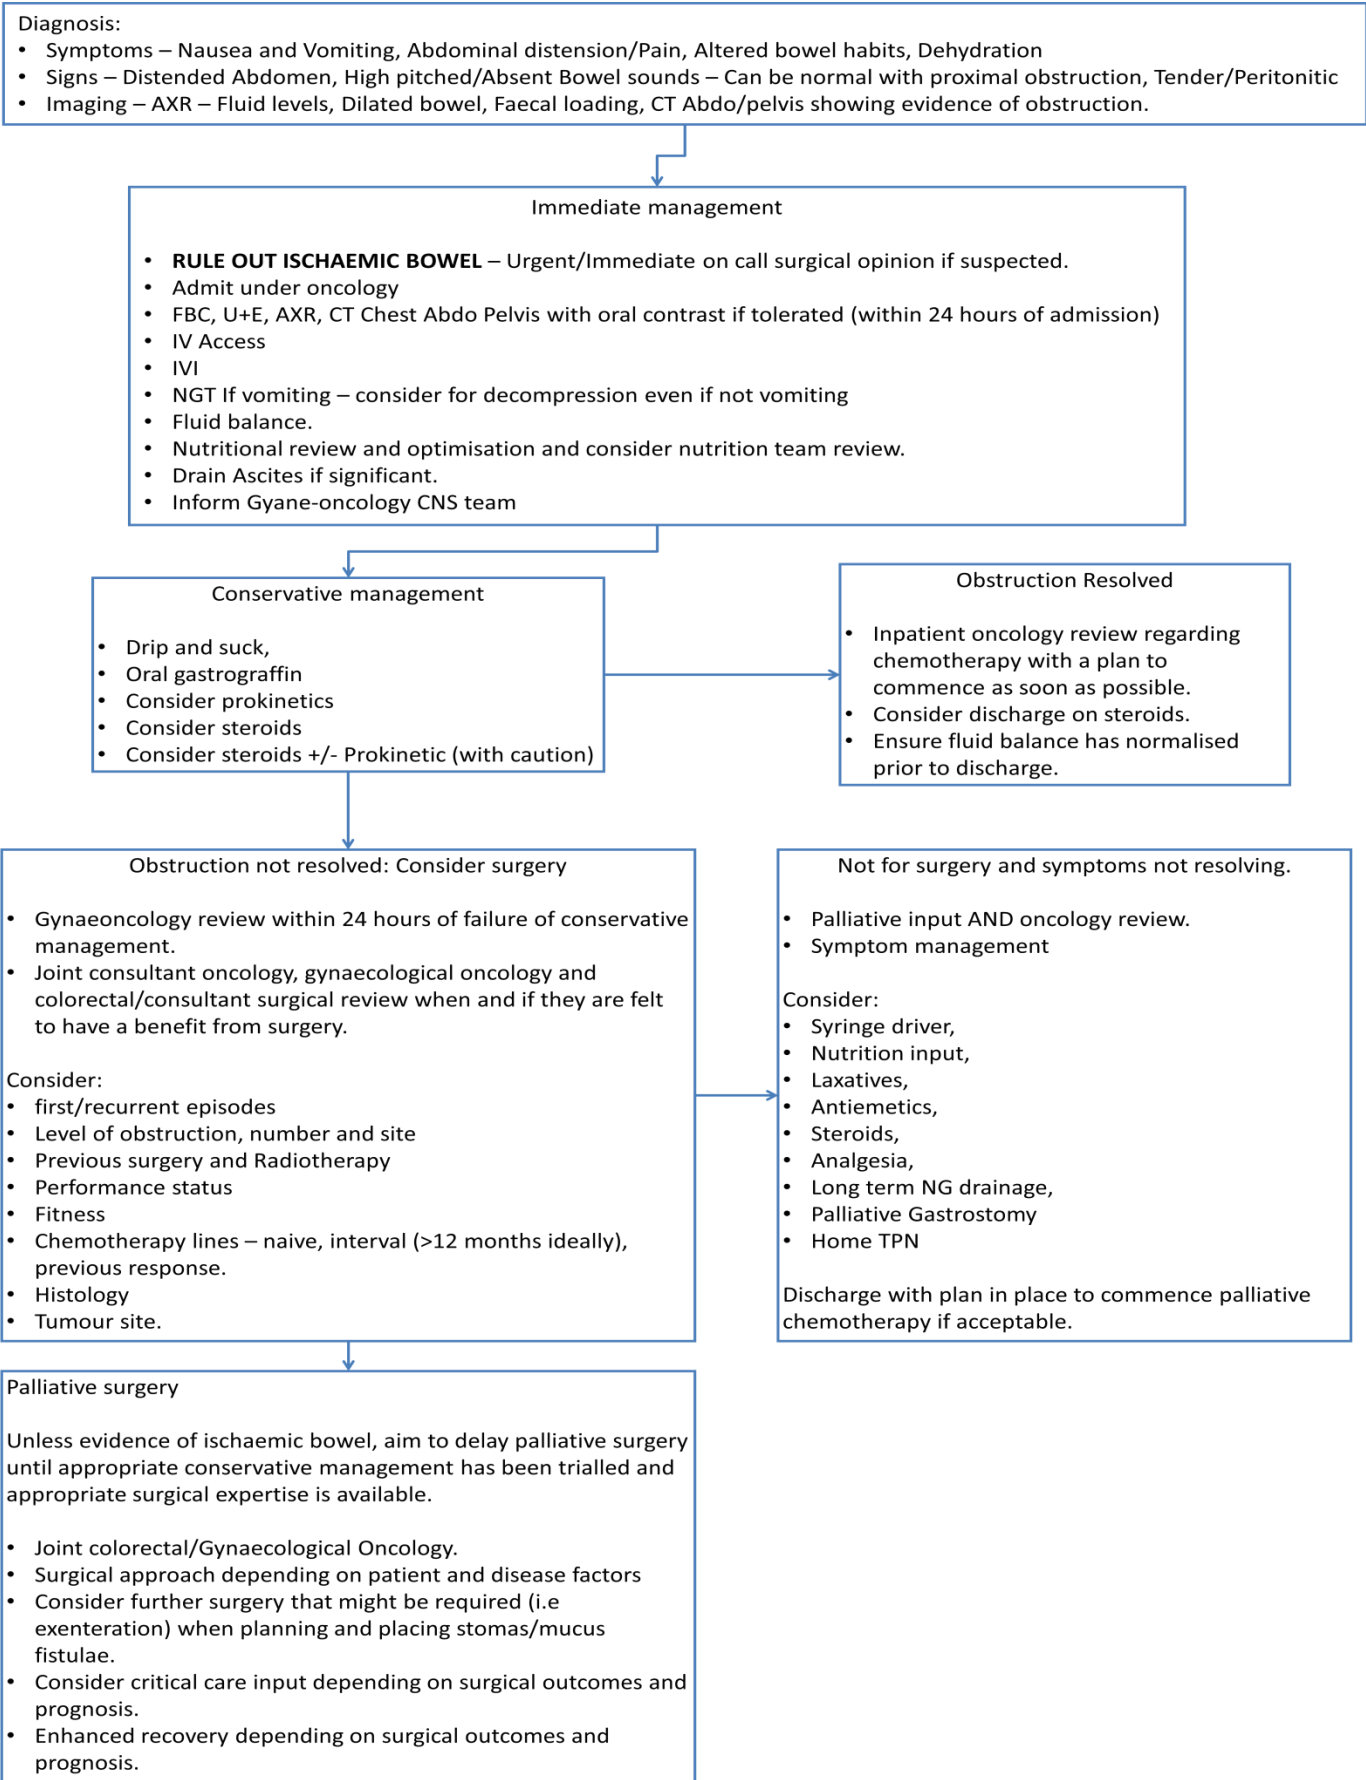 Diagnosis:
• Symptoms – Nausea and Vomiting, Abdominal distension/Pain, Altered bowel habits, Dehydration
• Signs – Distended Abdomen, High pitched/Absent Bowel sounds – Can be normal with proximal obstruction, Tender/Peritonitic
• Imaging – AXR – Fluid levels, Dilated bowel, Faecal loading, CT Abdo/pelvis showing evidence of obstruction.
Immediate management
• RULE OUT ISCHAEMIC BOWEL – Urgent/Immediate on call surgical opinion if suspected.
• Admit under oncology
• FBC, U+E, AXR, CT Chest Abdo Pelvis with oral contrast if tolerated (within 24 hours of admission)
• IV Access
• IVI
• NGT If vomiting – consider for decompression even if not vomiting
• Fluid balance.
• Nutritional review and optimisation and consider nutrition team review.
• Drain Ascites if significant.
• Inform Gyane-oncology CNS team
Conservative management
• Drip and suck,
• Oral gastrograffin
• Consider prokinetics
• Consider steroids
• Consider steroids +/- Prokinetic (with caution)
Obstruction Resolved
• Inpatient oncology review regarding
chemotherapy with a plan to
commence as soon as possible.
• Consider discharge on steroids.
• Ensure fluid balance has normalised
prior to discharge.
Obstruction not resolved: Consider surgery
• Gynaeoncology review within 24 hours of failure of conservative
management.
• Joint consultant oncology, gynaecological oncology and
colorectal/consultant surgical review when and if they are felt
to have a benefit from surgery.
Consider:
• first/recurrent episodes
• Level of obstruction, number and site
• Previous surgery and Radiotherapy
• Performance status
• Fitness
• Chemotherapy lines – naive, interval (>12 months ideally),
previous response.
• Histology
• Tumour site.
Not for surgery and symptoms not resolving.
• Palliative input AND oncology review.
• Symptom management
Consider:
• Syringe driver,
• Nutrition input,
• Laxatives,
• Antiemetics,
• Steroids,
• Analgesia,
• Long term NG drainage,
• Palliative Gastrostomy
• Home TPN
Discharge with plan in place to commence palliative
chemotherapy if acceptable.
Palliative surgery
Unless evidence of ischaemic bowel, aim to delay palliative surgery
until appropriate conservative management has been trialled and
appropriate surgical expertise is available.
• Joint colorectal/Gynaecological Oncology.
• Surgical approach depending on patient and disease factors
• Consider further surgery that might be required (i.e
exenteration) when planning and placing stomas/mucus
fistulae.
• Consider critical care input depending on surgical outcomes and
prognosis.
• Enhanced recovery depending on surgical outcomes and
prognosis.